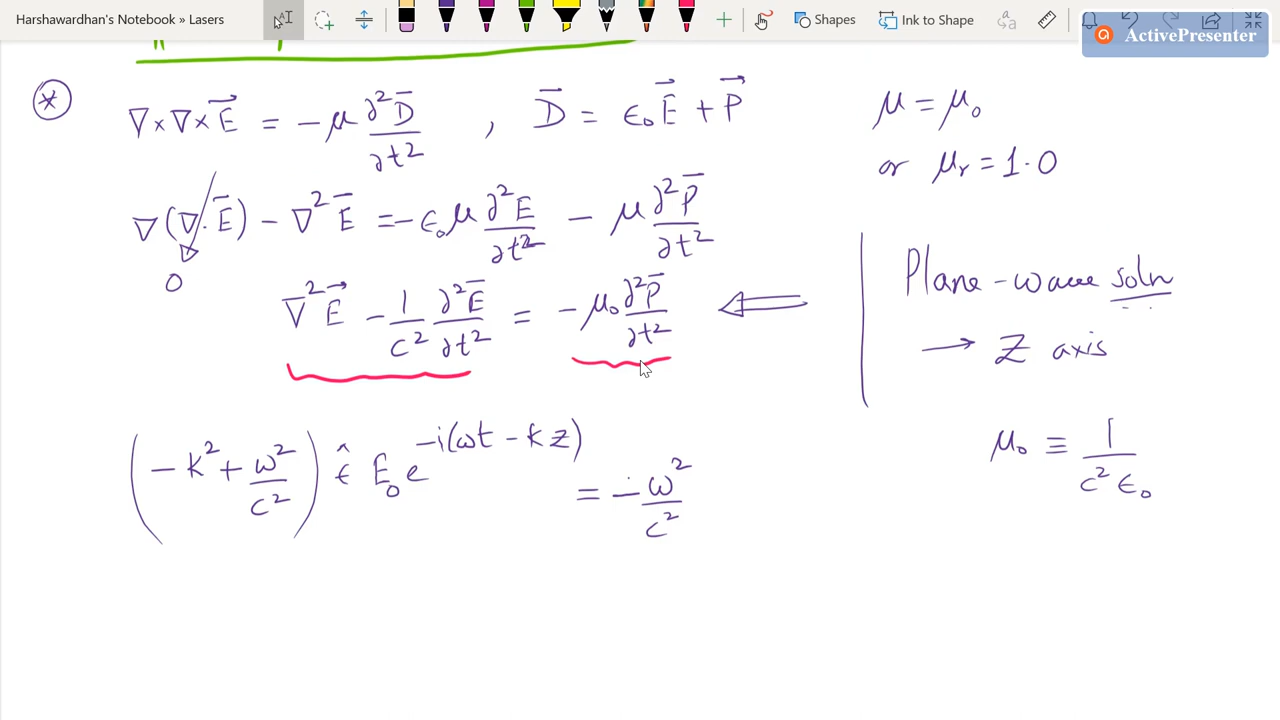 Harshawardhan's Notebook » Lasers
Shapes
Ink to Shape
ActivePresenter
∇×∇×E⃗ = −μ ∂²D̄/∂t² , D̄ = ϵ₀E⃗ + P⃗
μ = μ₀
or μr = 1.0
∇(∇.Ē) − ∇²Ē = −ϵ₀μ ∂²E/∂t² − μ ∂²P̄/∂t²
0
∇²E⃗ − 1/c² ∂²Ē/∂t² = −μ₀ ∂²P̄/∂t² ⇐
Plane-wave soln
→ Z axis
(−k² + ω²/c²) ϵ̂ E₀ e^−i(ωt − kz) = −ω²/c²
μ₀ ≡ 1/c²ϵ₀